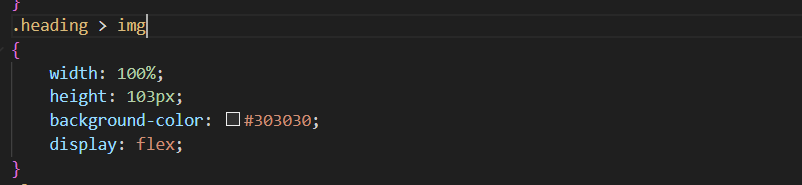 }
.heading > img
{
    width: 100%;
    height: 103px;
    background-color: #303030;
    display: flex;
}